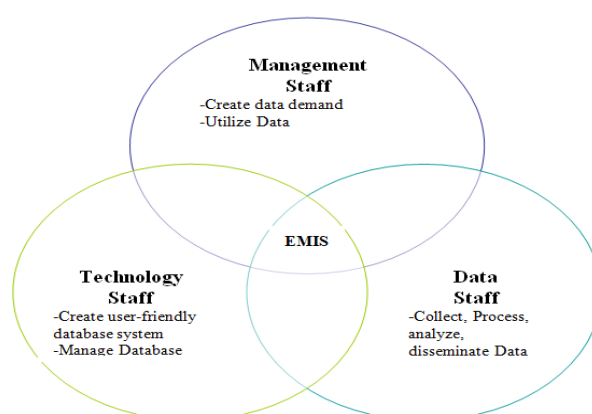 Management
Staff
-Create data demand
-Utilize Data
EMIS
Technology
Staff
-Create user-friendly
database system
-Manage Database
Data
Staff
-Collect, Process,
analyze,
disseminate Data